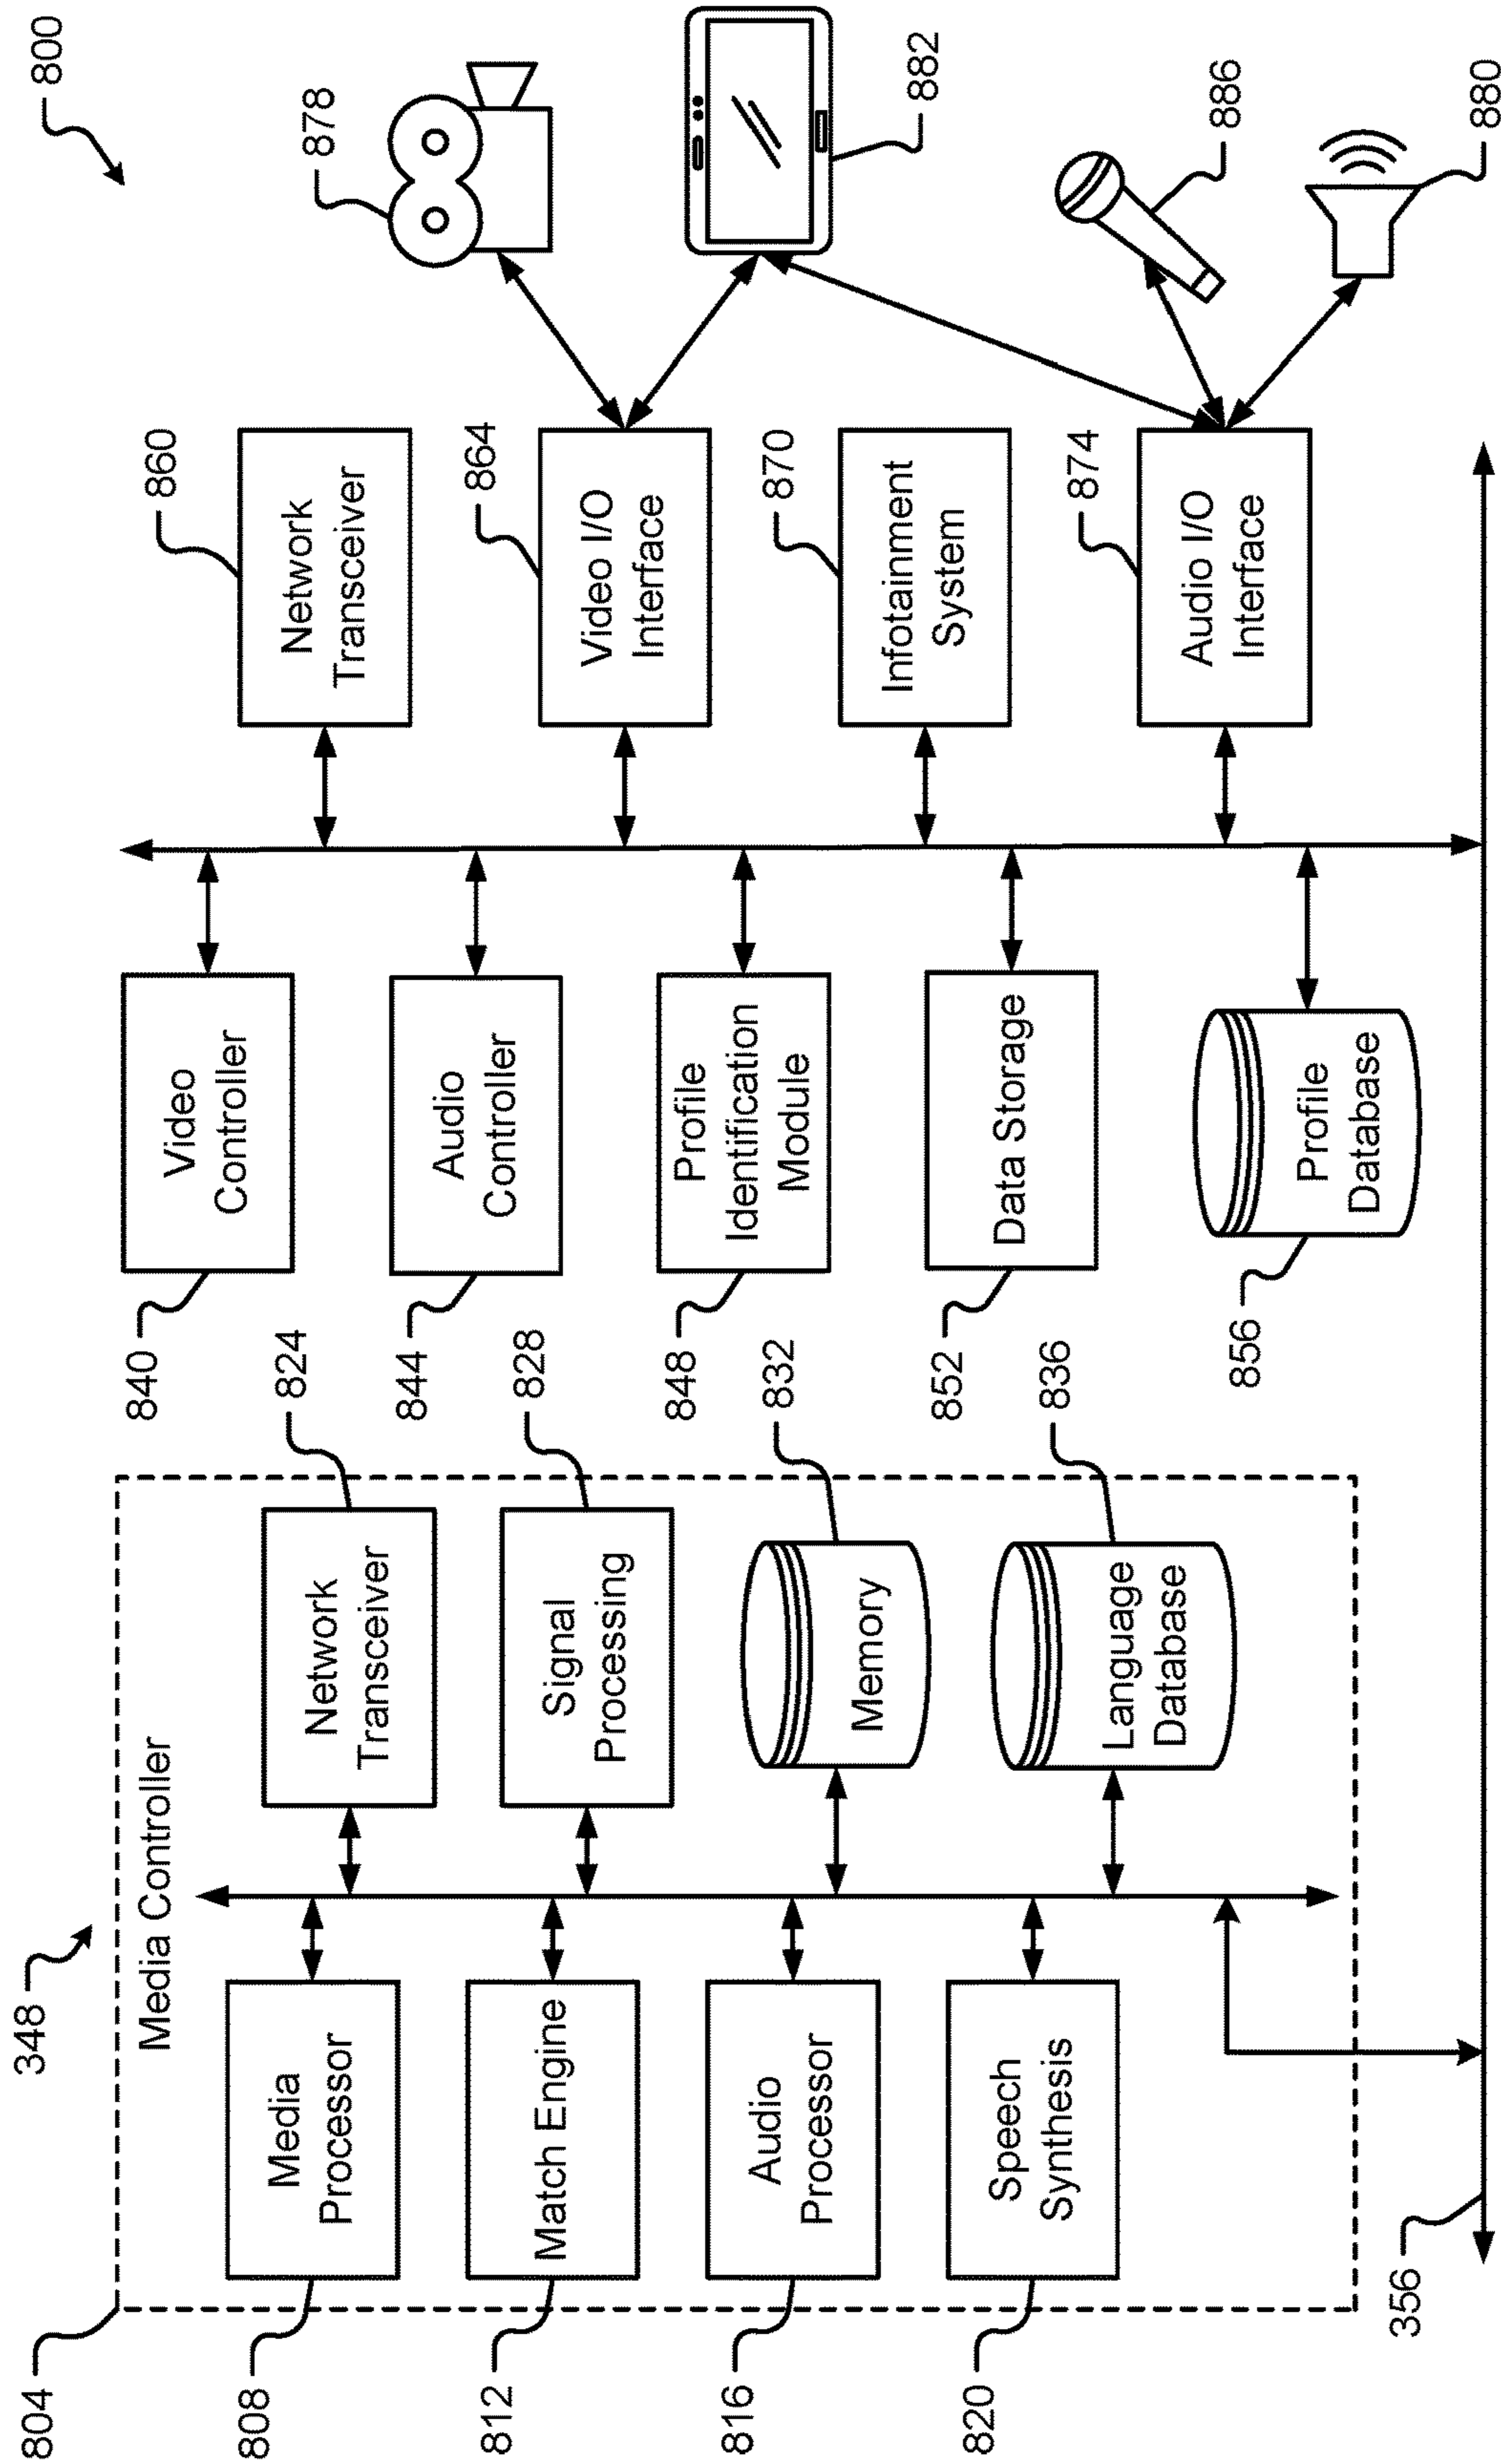 800
348
804
Media Controller
808
Media
Processor
812
Match Engine
816
Audio
Processor
820
Speech
Synthesis
824
Network
Transceiver
828
Signal
Processing
832
Memory
836
Language
Database
840
Video
Controller
844
Audio
Controller
848
Profile
Identification
Module
852
Data Storage
856
Profile
Database
860
Network
Transceiver
864
Video I/O
Interface
870
Infotainment
System
874
Audio I/O
Interface
878
882
886
880
356